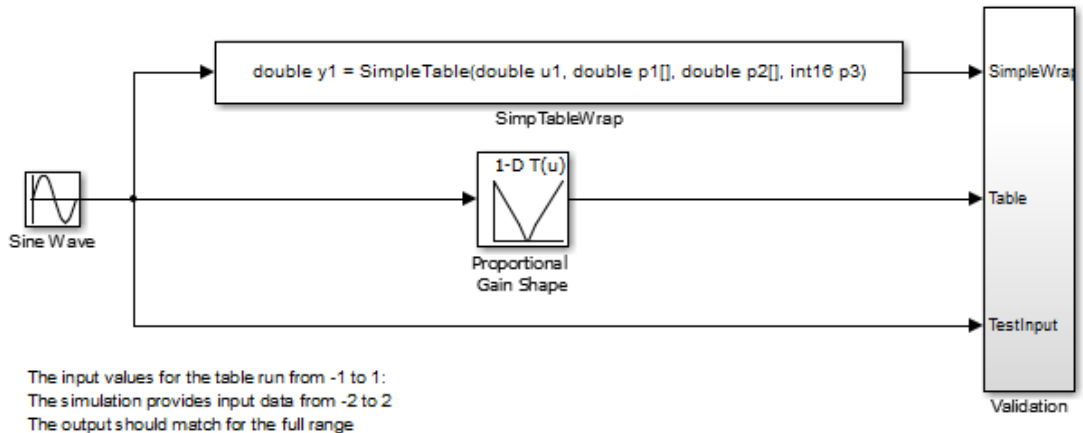 double y1 = SimpleTable(double u1, double p1[], double p2[], int16 p3)
SimpTableWrap
SimpleWrap
1-D T(u)
Proportional
Gain Shape
Table
Sine Wave
TestInput
Validation
The input values for the table run from -1 to 1:
The simulation provides input data from -2 to 2
The output should match for the full range